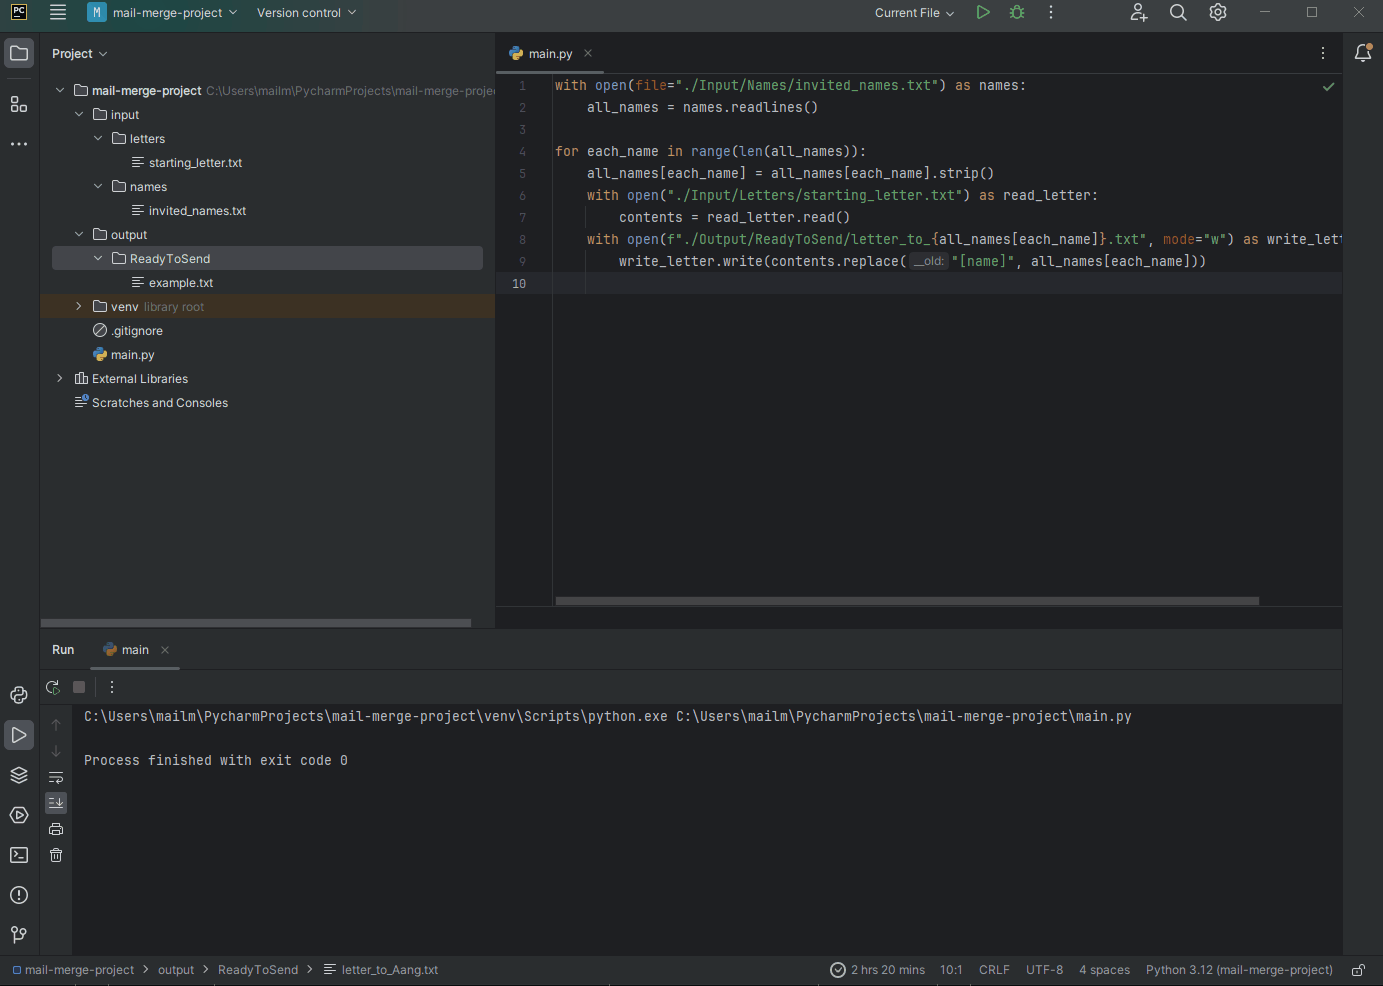 PC
M mail-merge-project Version control Current File
Project
mail-merge-project C:\Users\mailm\PycharmProjects\mail-merge-proje
input
letters
starting_letter.txt
names
invited_names.txt
output
ReadyToSend
example.txt
venv library root
.gitignore
main.py
External Libraries
Scratches and Consoles
main.py
1 with open(file="./Input/Names/invited_names.txt") as names:
2 all_names = names.readlines()
3
4 for each_name in range(len(all_names)):
5 all_names[each_name] = all_names[each_name].strip()
6 with open("./Input/Letters/starting_letter.txt") as read_letter:
7 contents = read_letter.read()
8 with open(f"./Output/ReadyToSend/letter_to_{all_names[each_name]}.txt", mode="w") as write_lett
9 write_letter.write(contents.replace(__old: "[name]", all_names[each_name]))
10
Run main
C:\Users\mailm\PycharmProjects\mail-merge-project\venv\Scripts\python.exe C:\Users\mailm\PycharmProjects\mail-merge-project\main.py
Process finished with exit code 0
mail-merge-project > output > ReadyToSend > letter_to_Aang.txt 2 hrs 20 mins 10:1 CRLF UTF-8 4 spaces Python 3.12 (mail-merge-project)